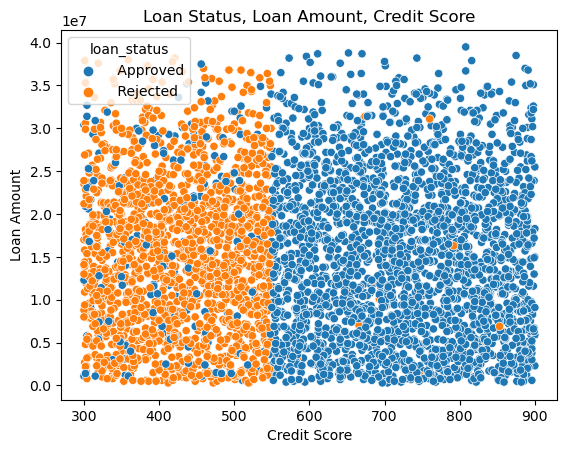 Loan Status, Loan Amount, Credit Score
1e7
loan_status
Approved
Rejected
4.0
3.5
3.0
2.5
2.0
1.5
1.0
0.5
0.0
Loan Amount
300 400 500 600 700 800 900
Credit Score